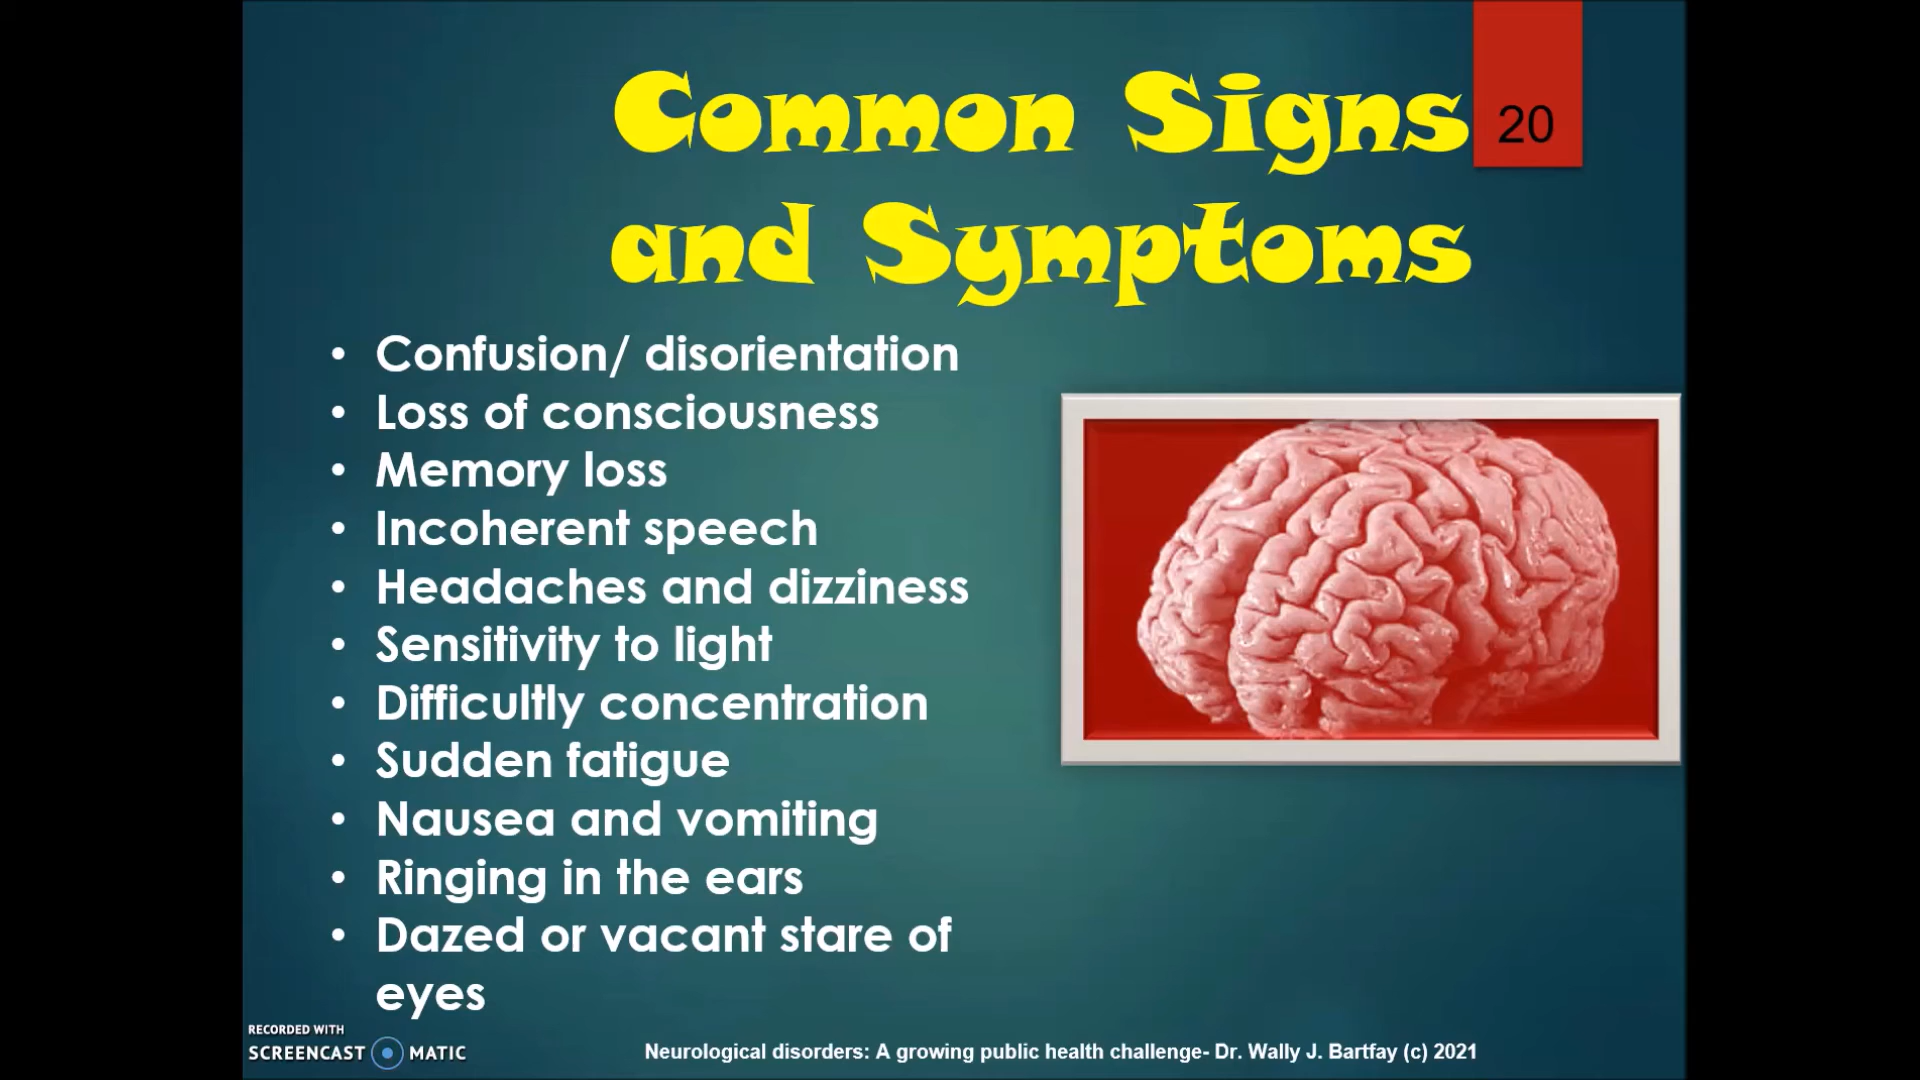 Common Signs
20
and Symptoms
• Confusion/ disorientation
• Loss of consciousness
• Memory loss
• Incoherent speech
• Headaches and dizziness
• Sensitivity to light
• Difficultly concentration
• Sudden fatigue
• Nausea and vomiting
• Ringing in the ears
• Dazed or vacant stare of
eyes
RECORDED WITH
SCREENCAST MATIC
Neurological disorders: A growing public health challenge- Dr. Wally J. Bartfay (c) 2021